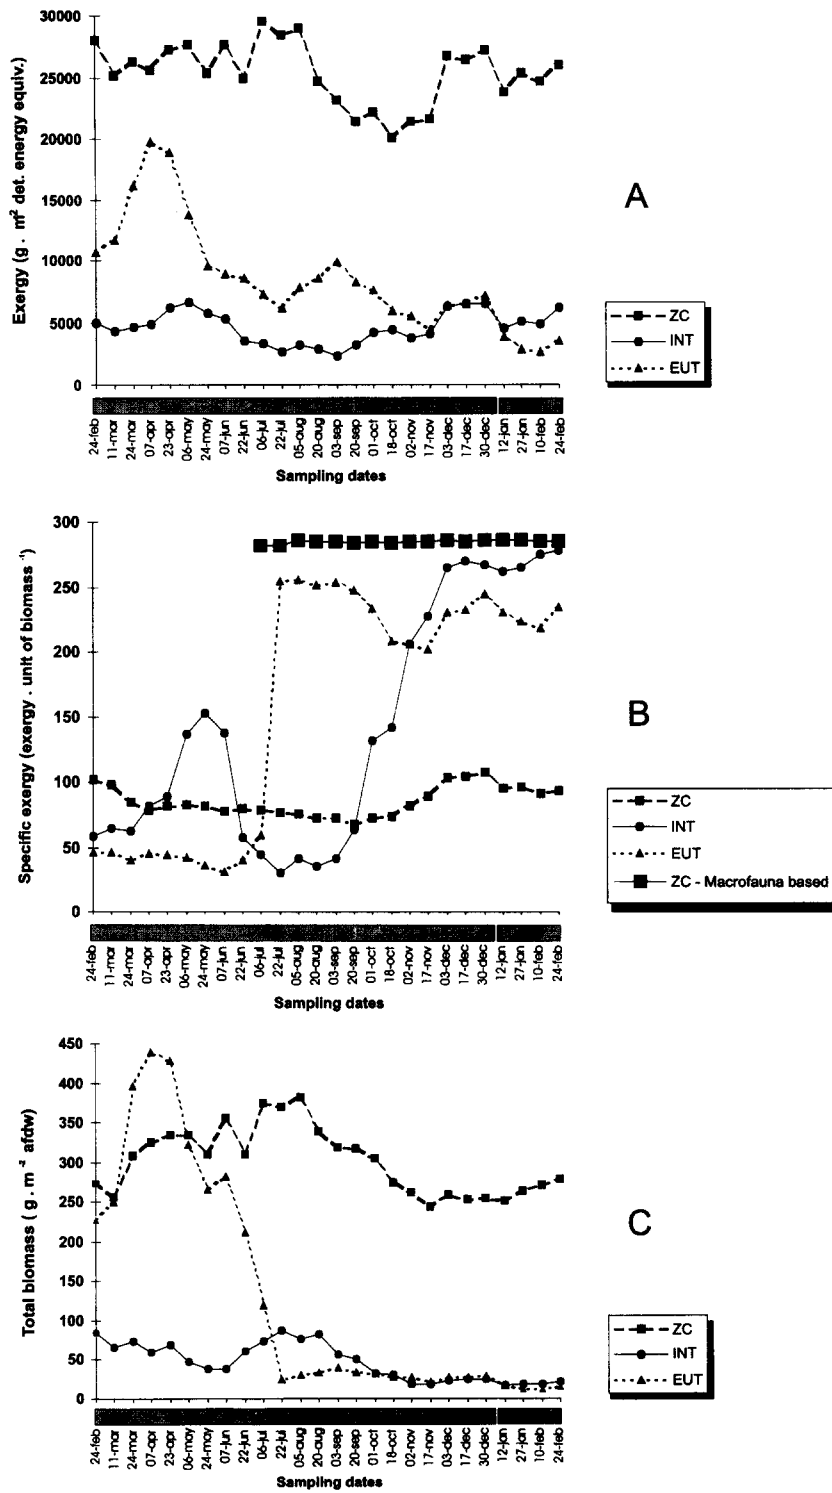 Exergy (g . m² det. energy equiv.)
30000
25000
20000
15000
10000
5000
0
24-feb
11-mar
24-mar
07-apr
23-apr
06-may
24-may
07-jun
22-jun
06-jul
22-jul
05-aug
20-aug
03-sep
20-sep
01-oct
18-oct
02-nov
17-nov
03-dec
17-dec
30-dec
12-jan
27-jan
10-feb
24-feb
Sampling dates
A
ZC
INT
EUT
Specific exergy (exergy . unit of biomass ⁻¹)
300
250
200
150
100
50
0
24-feb
11-mar
24-mar
07-apr
23-apr
06-may
24-may
07-jun
22-jun
06-jul
22-jul
05-aug
20-aug
03-sep
20-sep
01-oct
18-oct
02-nov
17-nov
03-dec
17-dec
30-dec
12-jan
27-jan
10-feb
24-feb
Sampling dates
B
ZC
INT
EUT
ZC - Macrofauna based
Total biomass ( g . m⁻² afdw)
450
400
350
300
250
200
150
100
50
0
24-feb
11-mar
24-mar
07-apr
23-apr
06-may
24-may
07-jun
22-jun
06-jul
22-jul
05-aug
20-aug
03-sep
20-sep
01-oct
18-oct
02-nov
17-nov
03-dec
17-dec
30-dec
12-jan
27-jan
10-feb
24-feb
Sampling dates
C
ZC
INT
EUT